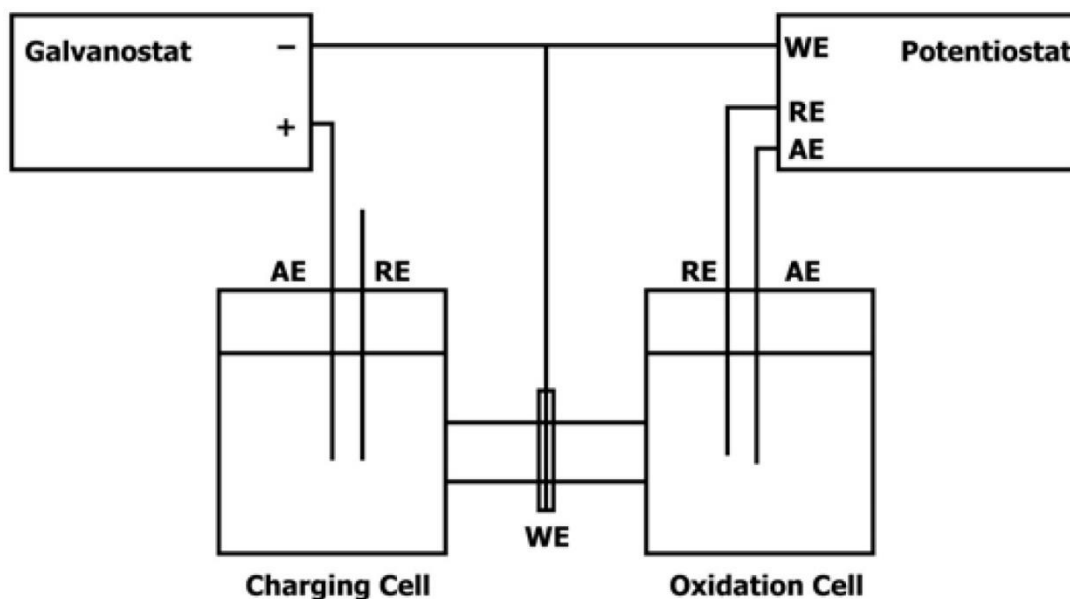 Galvanostat
−
+
WE
Potentiostat
RE
AE
AE
RE
RE
AE
WE
Charging Cell
Oxidation Cell